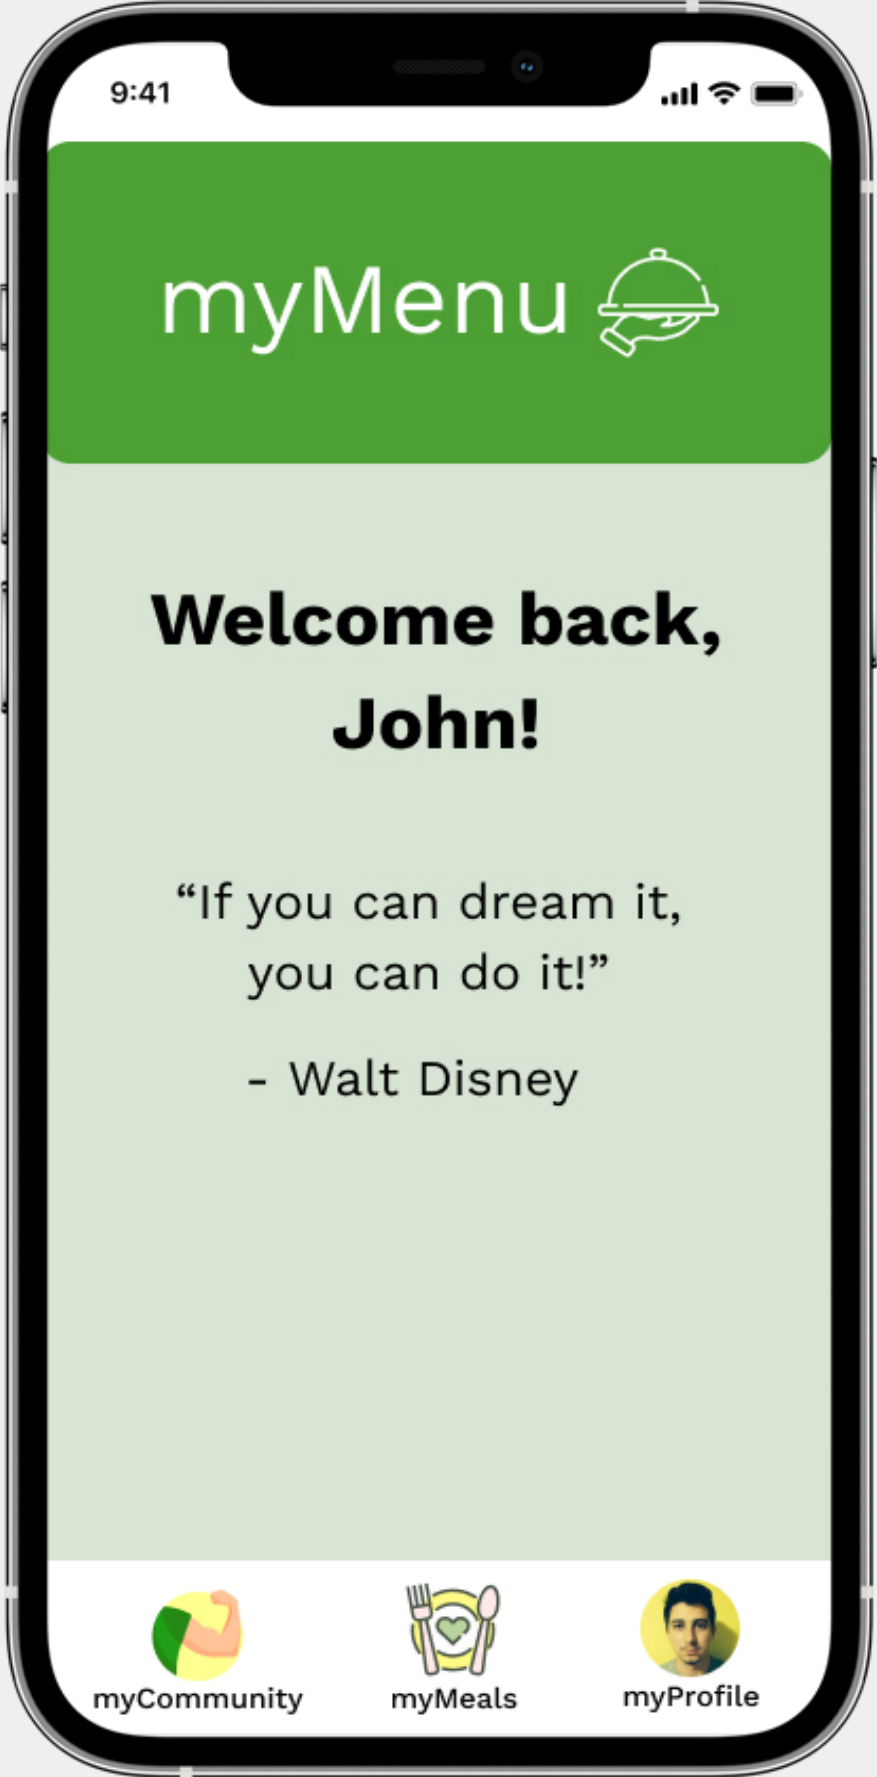 9:41
myMenu
Welcome back,
John!
“If you can dream it,
you can do it!”
- Walt Disney
myCommunity
myMeals
myProfile